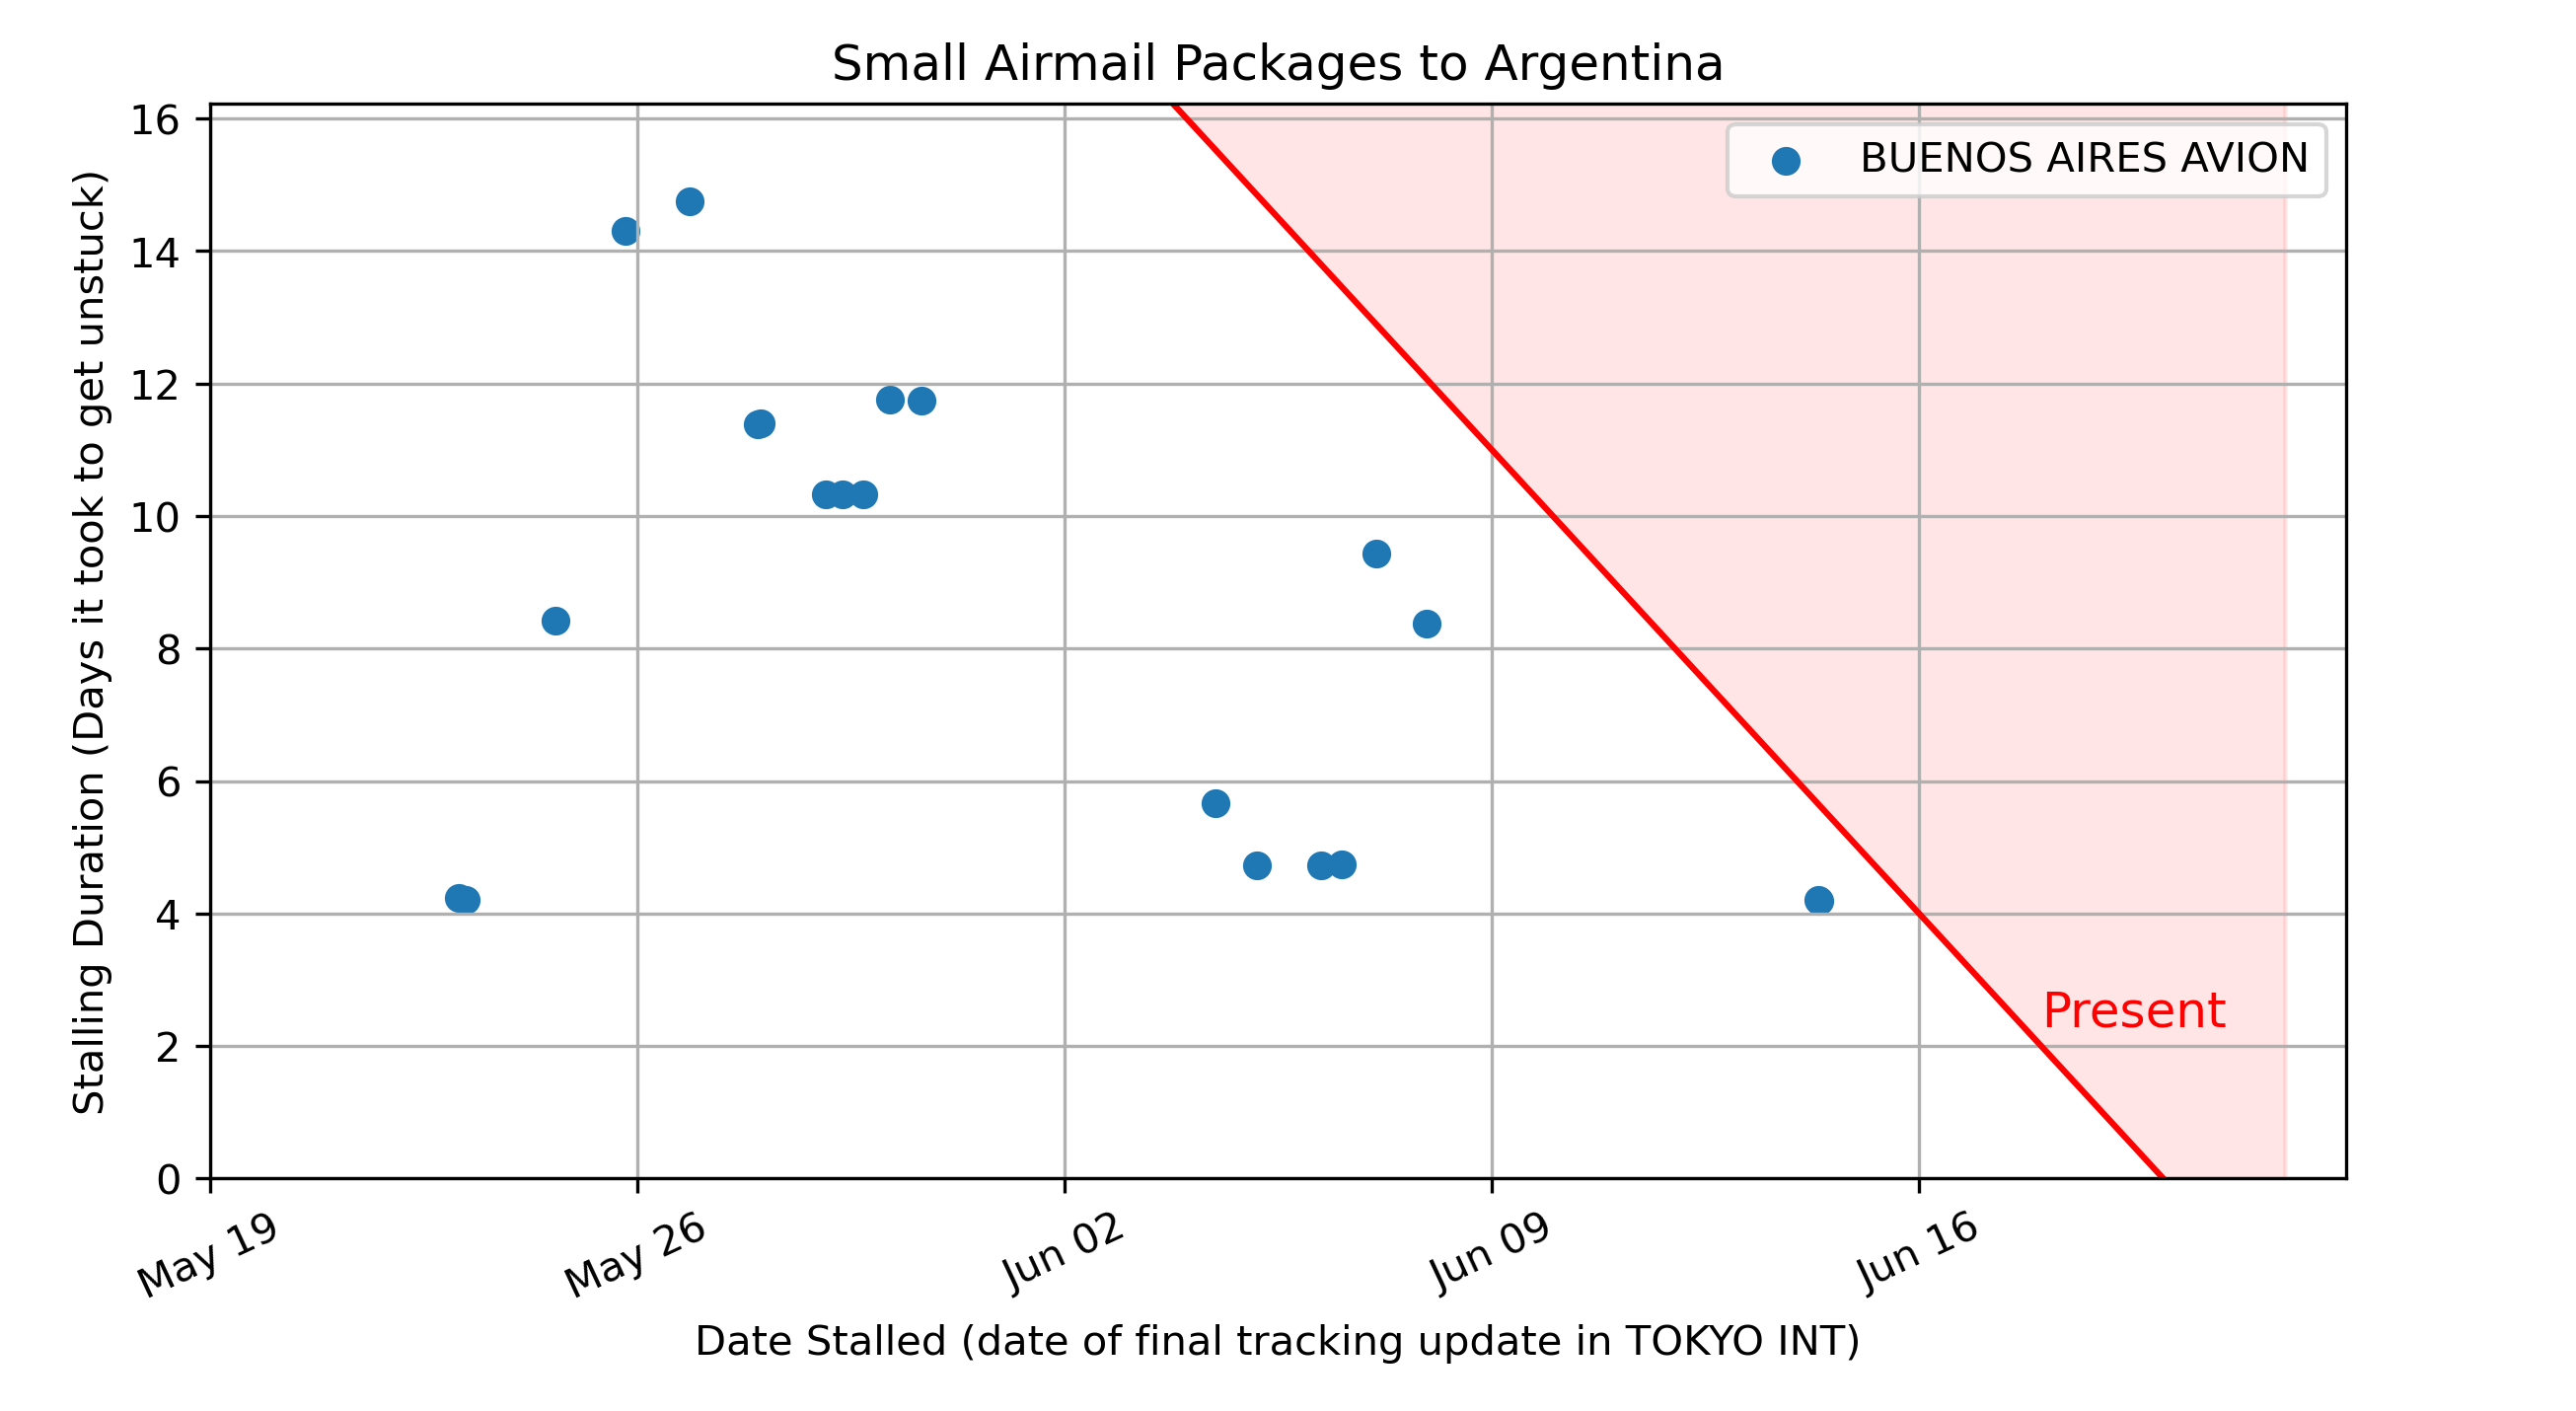 Small Airmail Packages to Argentina
BUENOS AIRES AVION
Stalling Duration (Days it took to get unstuck)
16
14
12
10
8
6
4
2
0
Present
May 19
May 26
Jun 02
Jun 09
Jun 16
Date Stalled (date of final tracking update in TOKYO INT)